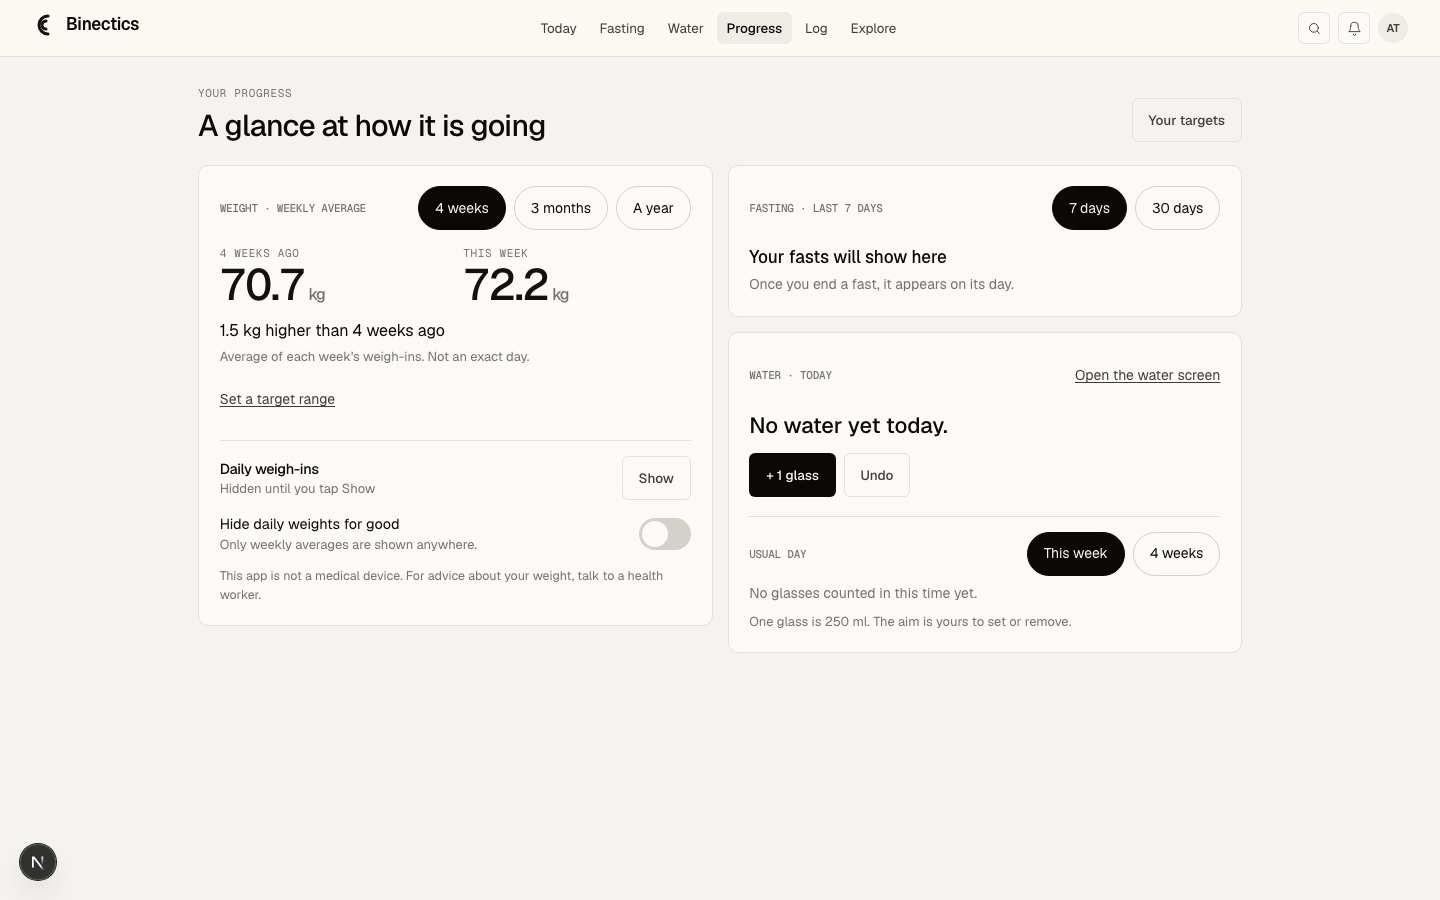 Binectics
Today
Fasting
Water
Progress
Log
Explore
AT
YOUR PROGRESS
A glance at how it is going
Your targets
WEIGHT · WEEKLY AVERAGE
4 weeks
3 months
A year
4 WEEKS AGO
70.7 kg
THIS WEEK
72.2 kg
1.5 kg higher than 4 weeks ago
Average of each week's weigh-ins. Not an exact day.
Set a target range
Daily weigh-ins
Hidden until you tap Show
Show
Hide daily weights for good
Only weekly averages are shown anywhere.
This app is not a medical device. For advice about your weight, talk to a health
worker.
FASTING · LAST 7 DAYS
7 days
30 days
Your fasts will show here
Once you end a fast, it appears on its day.
WATER · TODAY
Open the water screen
No water yet today.
+ 1 glass
Undo
USUAL DAY
This week
4 weeks
No glasses counted in this time yet.
One glass is 250 ml. The aim is yours to set or remove.
N